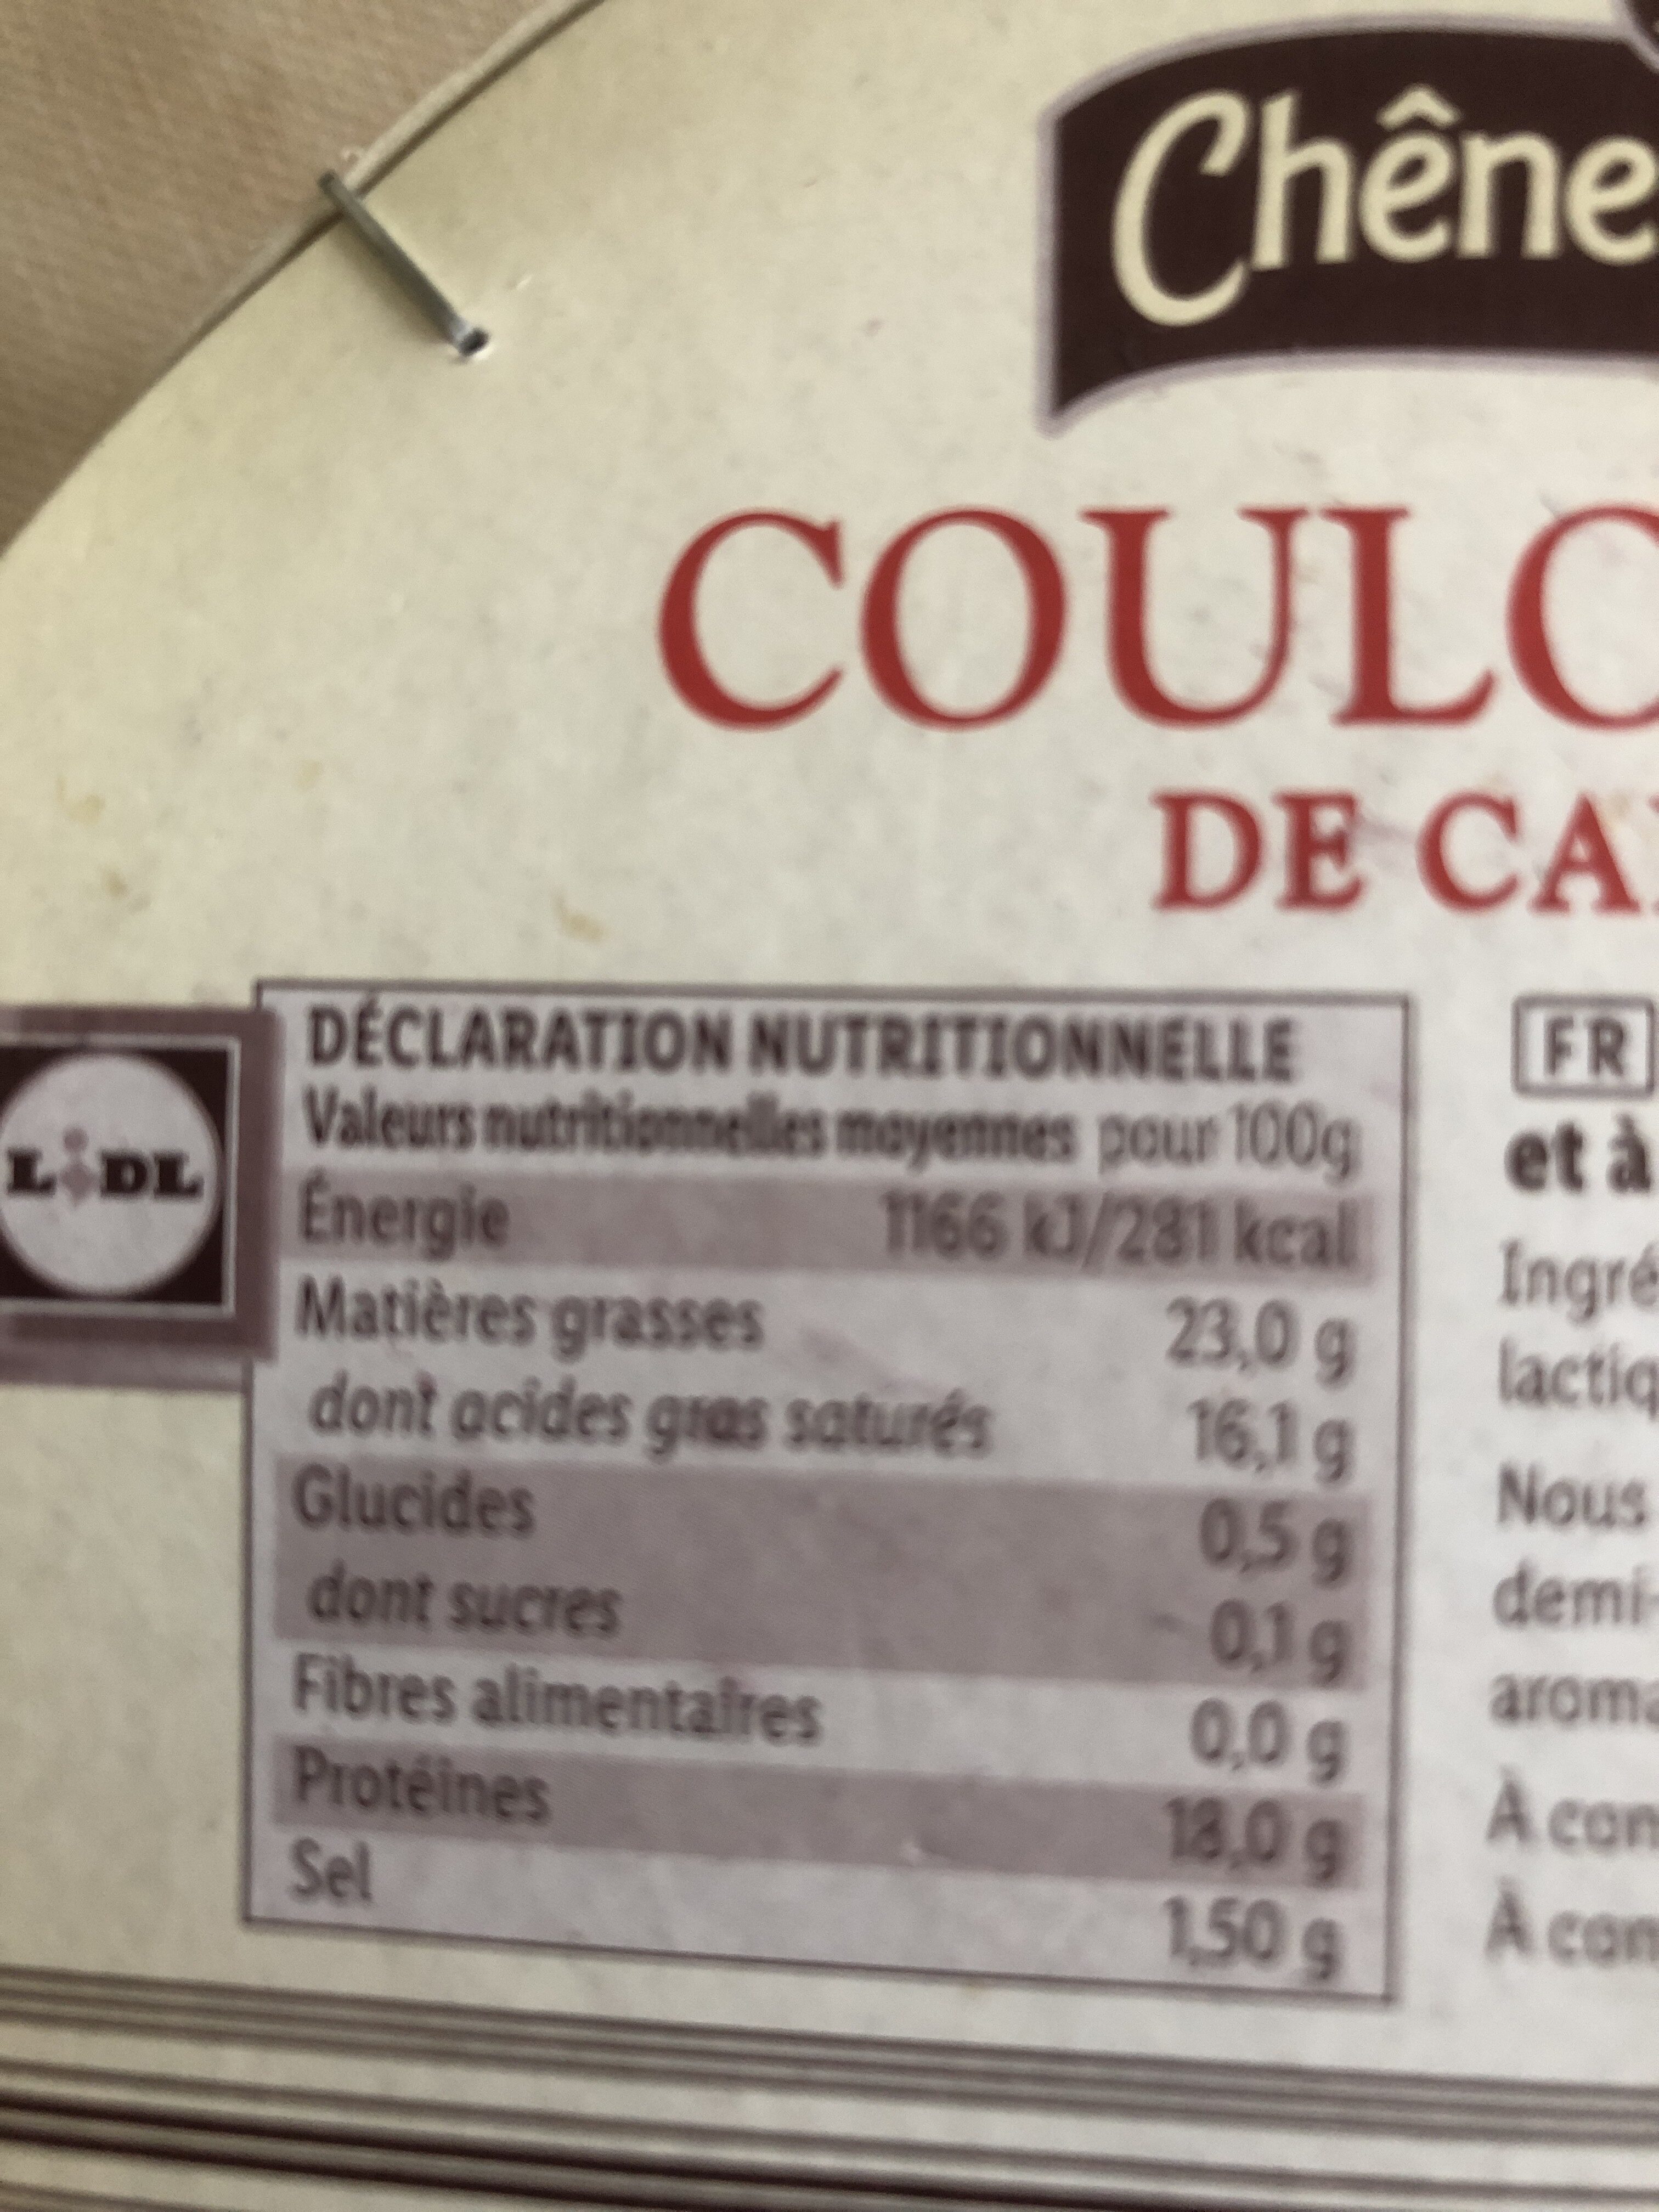 Chêne
COULO
DE CA
LIDL
DÉCLARATION NUTRITIONNELLE
Valeurs nutritionnelles moyennes pour 100g
Énergie 1166 kJ/281 kcal
Matières grasses 23,0 g
dont acides gras saturés 16,1 g
Glucides 0,5 g
dont sucres 0,1 g
Fibres alimentaires 0,0 g
Protéines 18,0 g
Sel 1,50 g
FR
et à
Ingré
lactiq
Nous
demi-
aroma
À con
À con